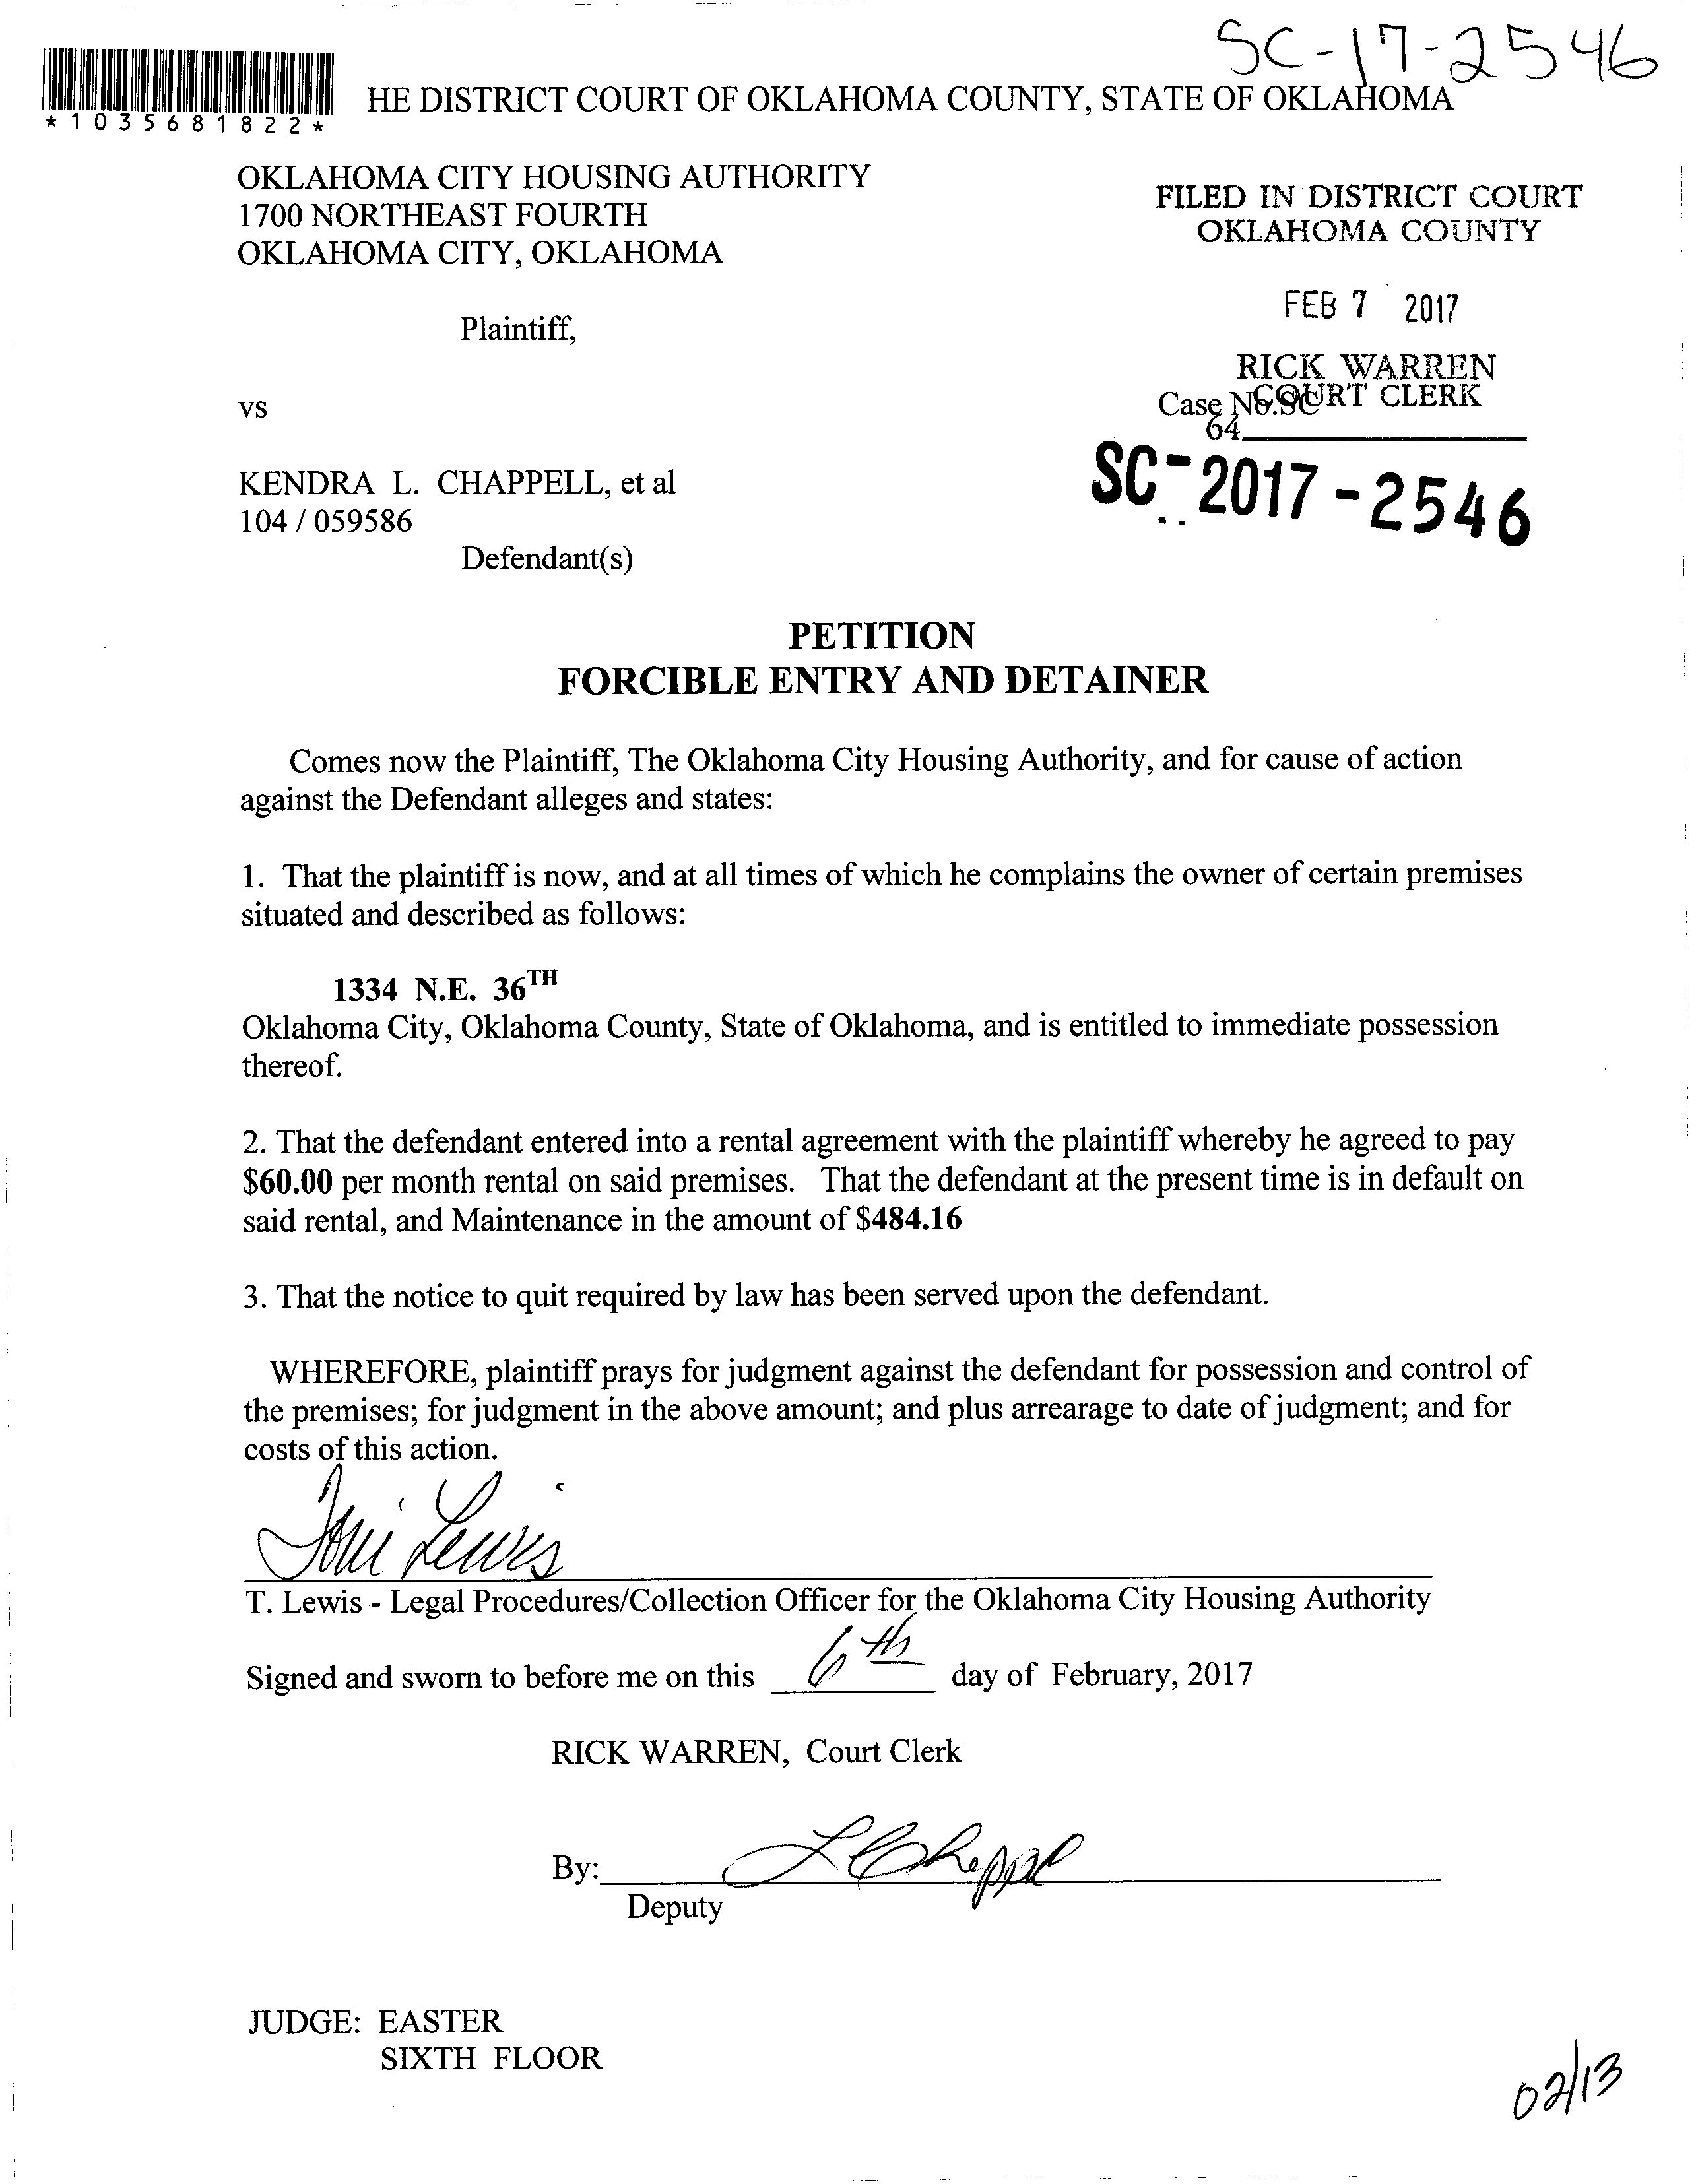 SC-17-2546
*1035681822*
HE DISTRICT COURT OF OKLAHOMA COUNTY, STATE OF OKLAHOMA
OKLAHOMA CITY HOUSING AUTHORITY
1700 NORTHEAST FOURTH
OKLAHOMA CITY, OKLAHOMA
Plaintiff,
FILED IN DISTRICT COURT
OKLAHOMA COUNTY
FEB 7 2017
RICK WARREN
COURT CLERK
vs
Case No.SC
64
SC-2017-2546
KENDRA L. CHAPPELL, et al
104 / 059586
Defendant(s)
PETITION
FORCIBLE ENTRY AND DETAINER
Comes now the Plaintiff, The Oklahoma City Housing Authority, and for cause of action
against the Defendant alleges and states:
1. That the plaintiff is now, and at all times of which he complains the owner of certain premises
situated and described as follows:
1334 N.E. 36TH
Oklahoma City, Oklahoma County, State of Oklahoma, and is entitled to immediate possession
thereof.
2. That the defendant entered into a rental agreement with the plaintiff whereby he agreed to pay
$60.00 per month rental on said premises. That the defendant at the present time is in default on
said rental, and Maintenance in the amount of $484.16
3. That the notice to quit required by law has been served upon the defendant.
WHEREFORE, plaintiff prays for judgment against the defendant for possession and control of
the premises; for judgment in the above amount; and plus arrearage to date of judgment; and for
costs of this action.
Toni Lewis
T. Lewis - Legal Procedures/Collection Officer for the Oklahoma City Housing Authority
Signed and sworn to before me on this 6th day of February, 2017
RICK WARREN, Court Clerk
By:
Deputy
JUDGE: EASTER
SIXTH FLOOR
02/13